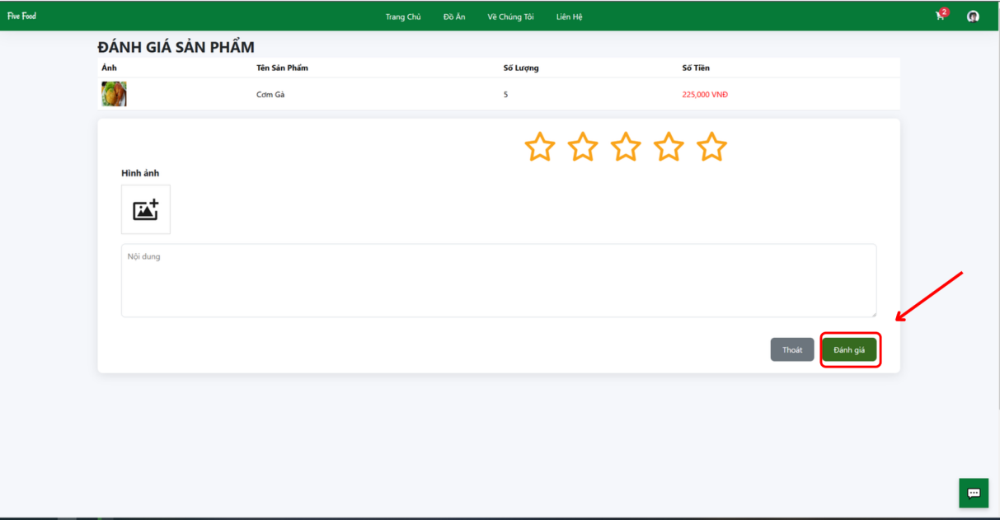 Five Food
Trang Chủ Đồ Ăn Về Chúng Tôi Liên Hệ
2
ĐÁNH GIÁ SẢN PHẨM
Ảnh Tên Sản Phẩm Số Lượng Số Tiền
Cơm Gà 5 225,000 VNĐ
Hình ảnh
Nội dung
Thoát Đánh giá